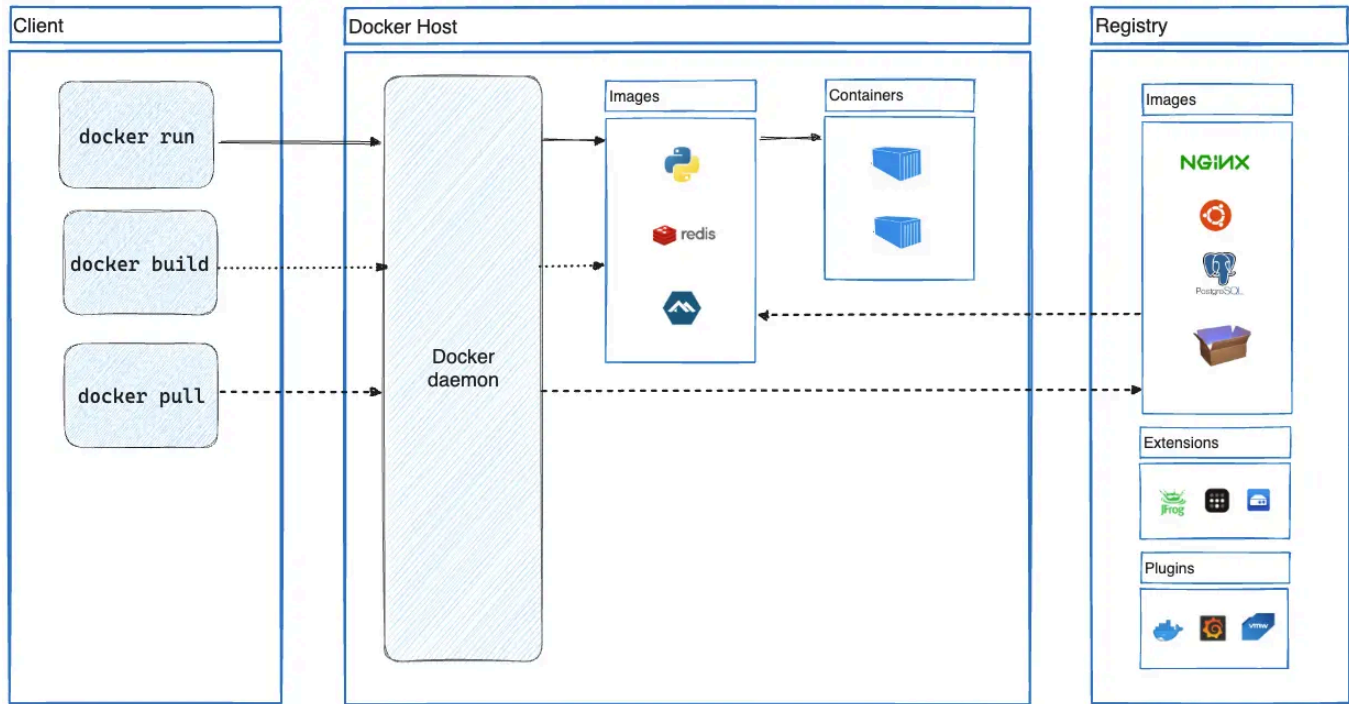 Client
docker run
docker build
docker pull
Docker Host
Docker
daemon
Images
redis
Containers
Registry
Images
NGINX
PostgreSQL
Extensions
JFrog
Plugins
vmw